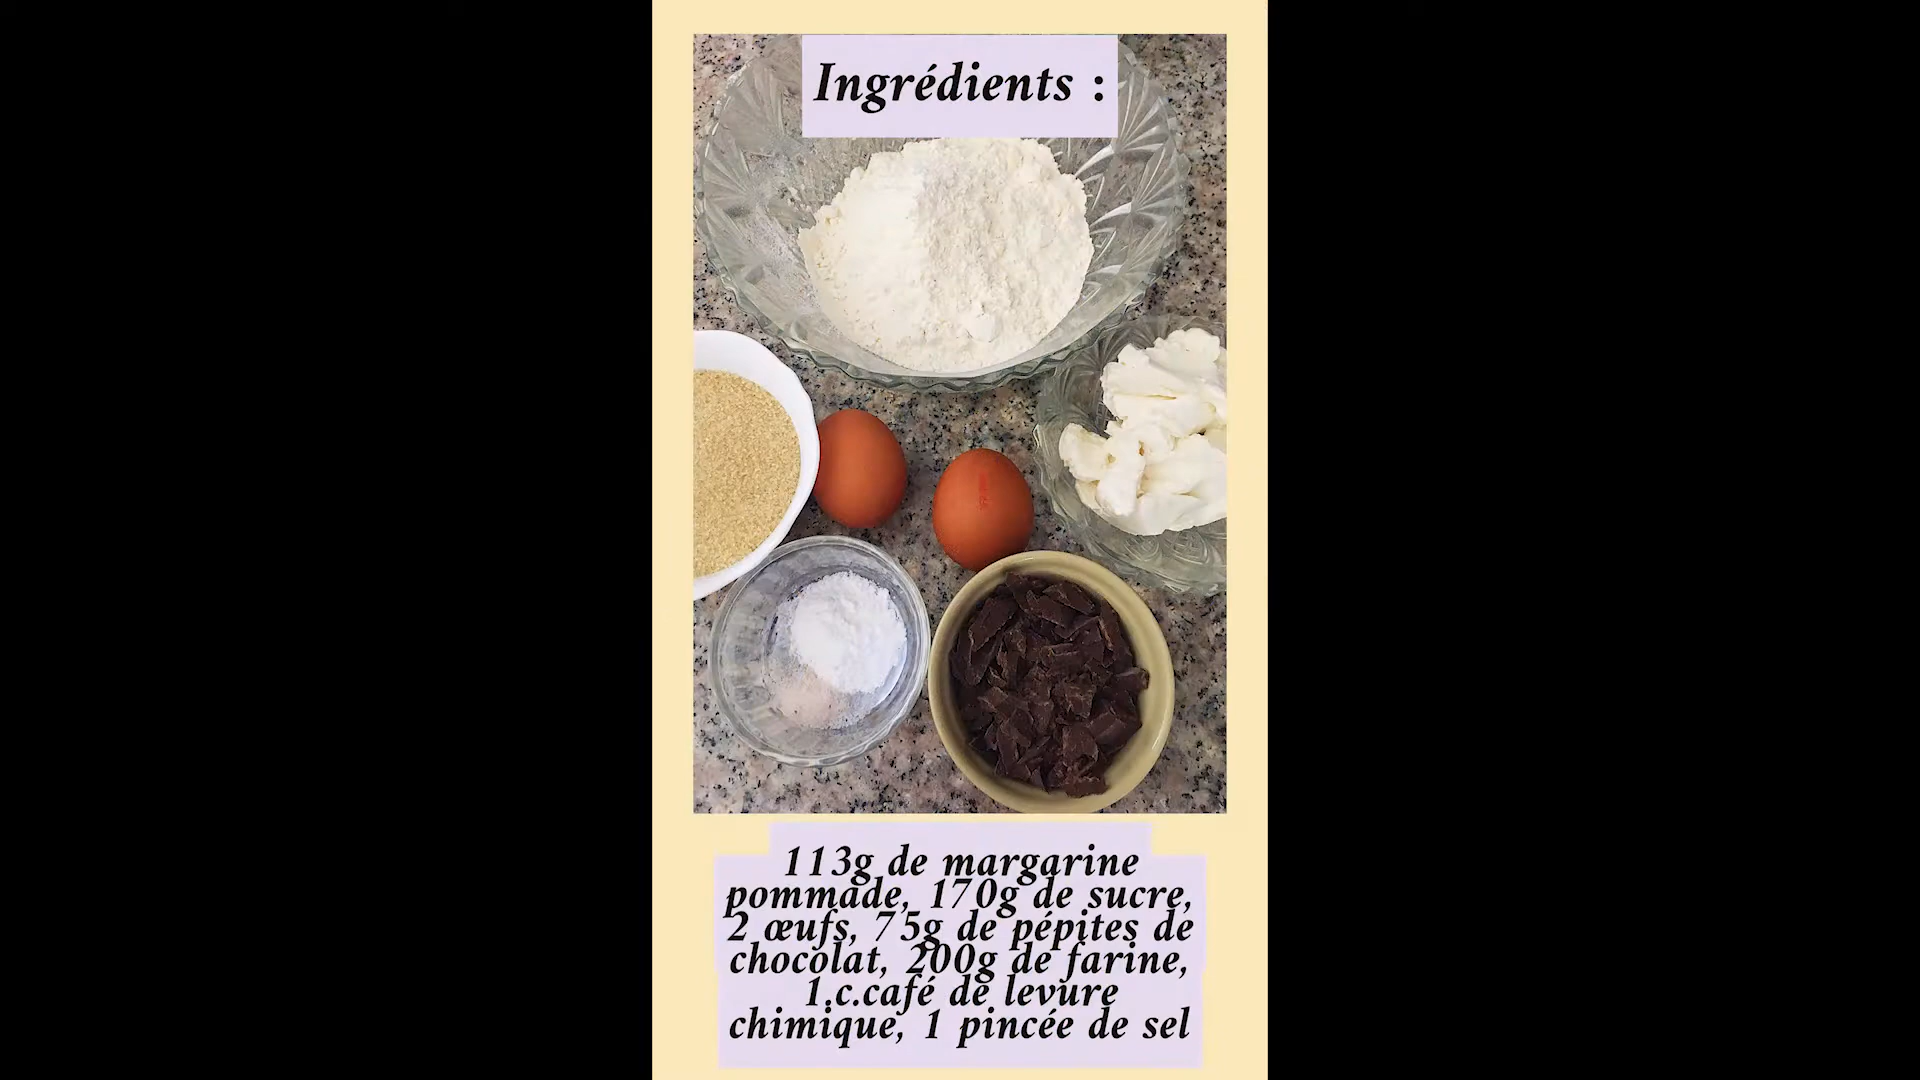 Ingrédients :
113g de margarine
pommade, 170g de sucre,
2 œufs, 75g de pépites de
chocolat, 200g de farine,
1.c.café de levure
chimique, 1 pincée de sel